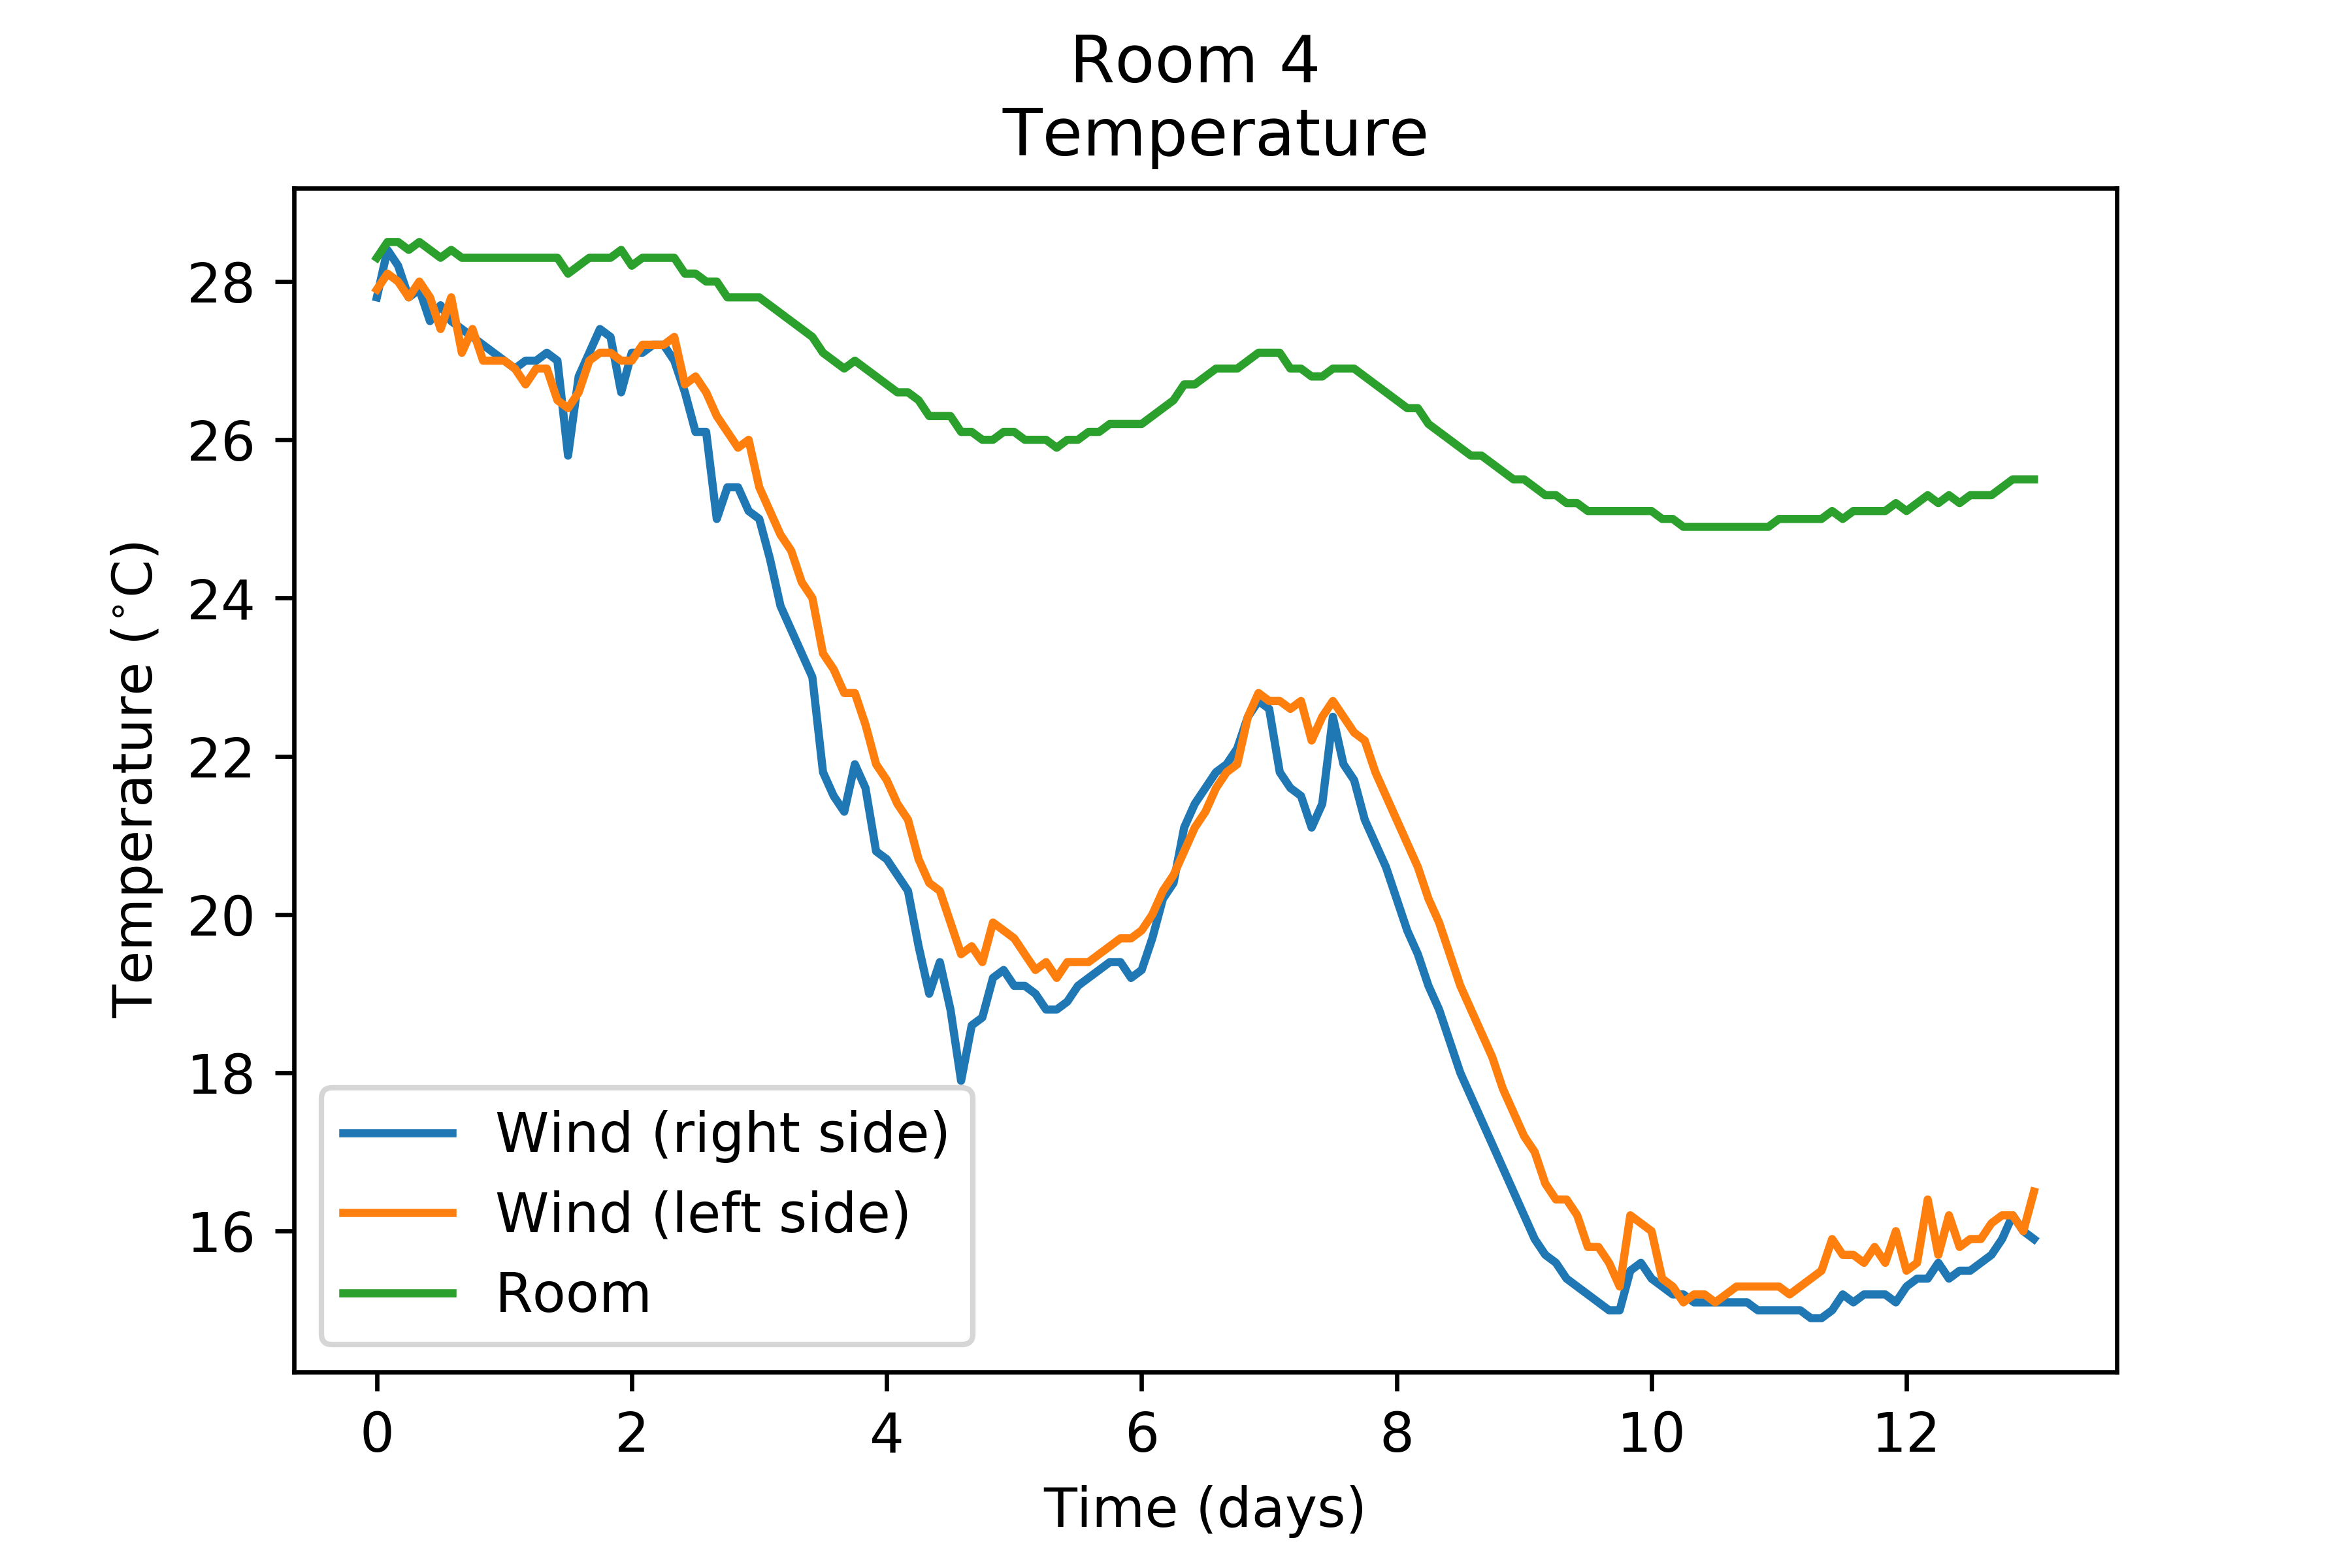 Room 4
Temperature
28
26
24
22
20
18
16
Temperature (°C)
Wind (right side)
Wind (left side)
Room
0 2 4 6 8 10 12
Time (days)